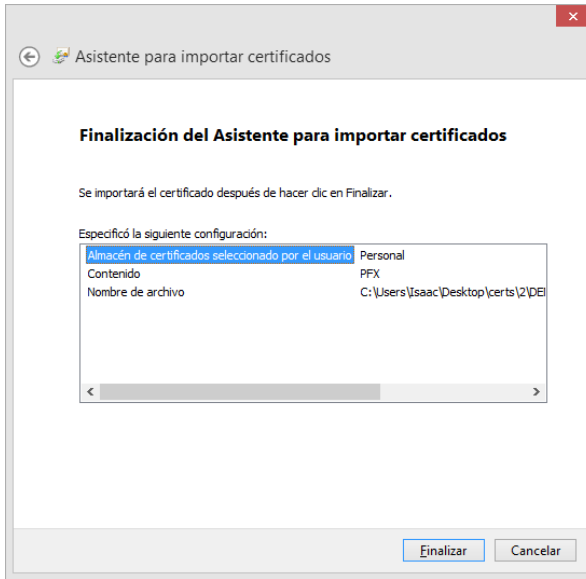 Asistente para importar certificados
Finalización del Asistente para importar certificados
Se importará el certificado después de hacer clic en Finalizar.
Especificó la siguiente configuración:
Almacén de certificados seleccionado por el usuario Personal
Contenido PFX
Nombre de archivo C:\Users\Isaac\Desktop\certs\2\DEI
Finalizar Cancelar